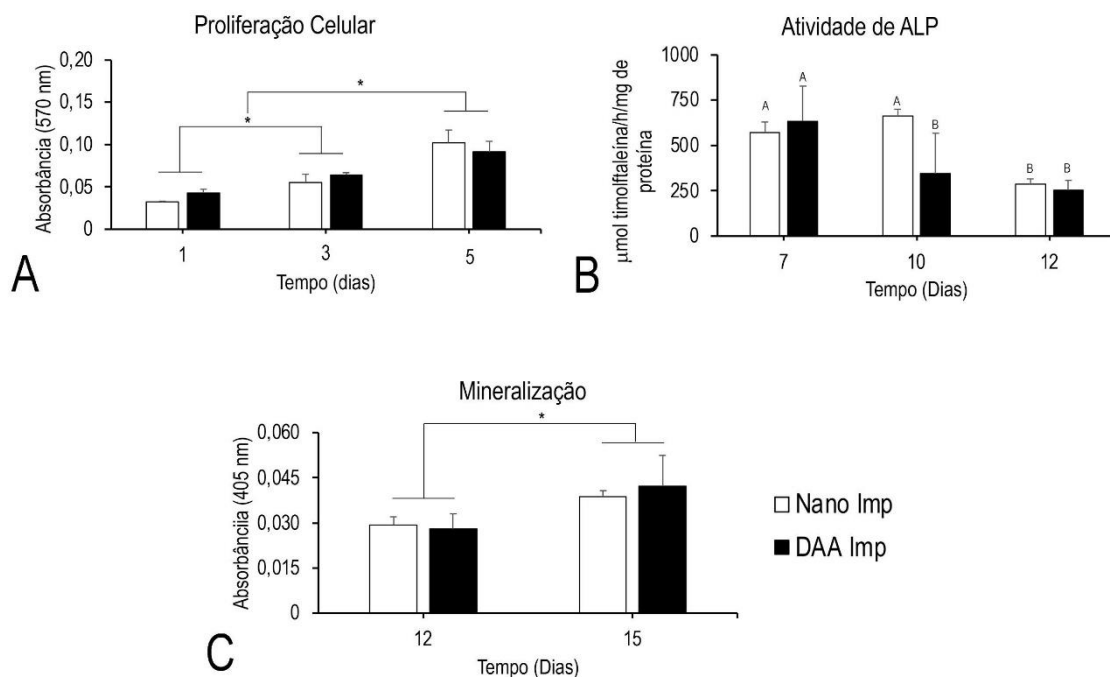 Proliferação Celular
0,20
0,15
0,10
0,05
0
Absorbância (570 nm)
*
*
1
3
5
Tempo (dias)
A
Atividade de ALP
1000
750
500
250
0
µmol timolftaleína/h/mg de
proteína
A
A
A
B
B
B
7
10
12
Tempo (Dias)
B
Mineralização
0,060
0,045
0,030
0,015
0
Absorbânciia (405 nm)
*
12
15
Tempo (Dias)
C
Nano Imp
DAA Imp